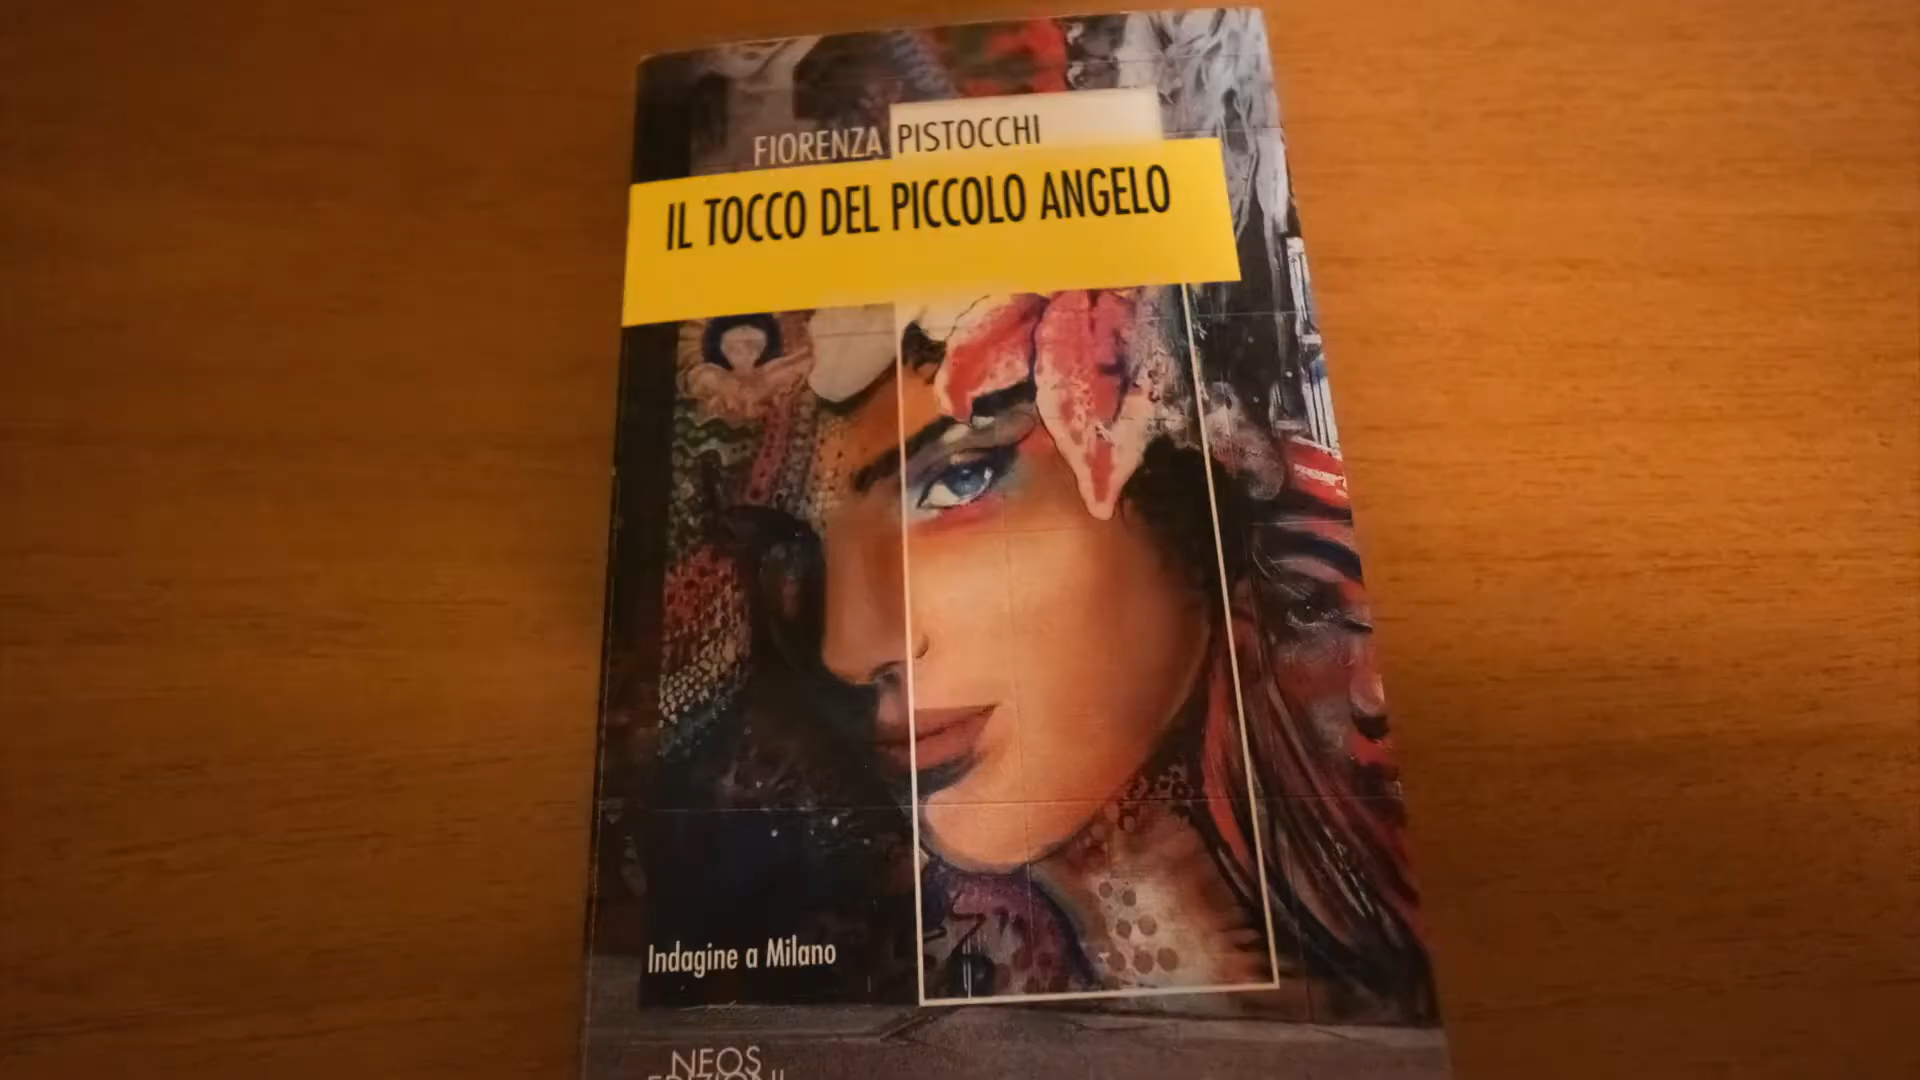 FIORENZA PISTOCCHI
IL TOCCO DEL PICCOLO ANGELO
Indagine a Milano
NEOS
EDIZIONI